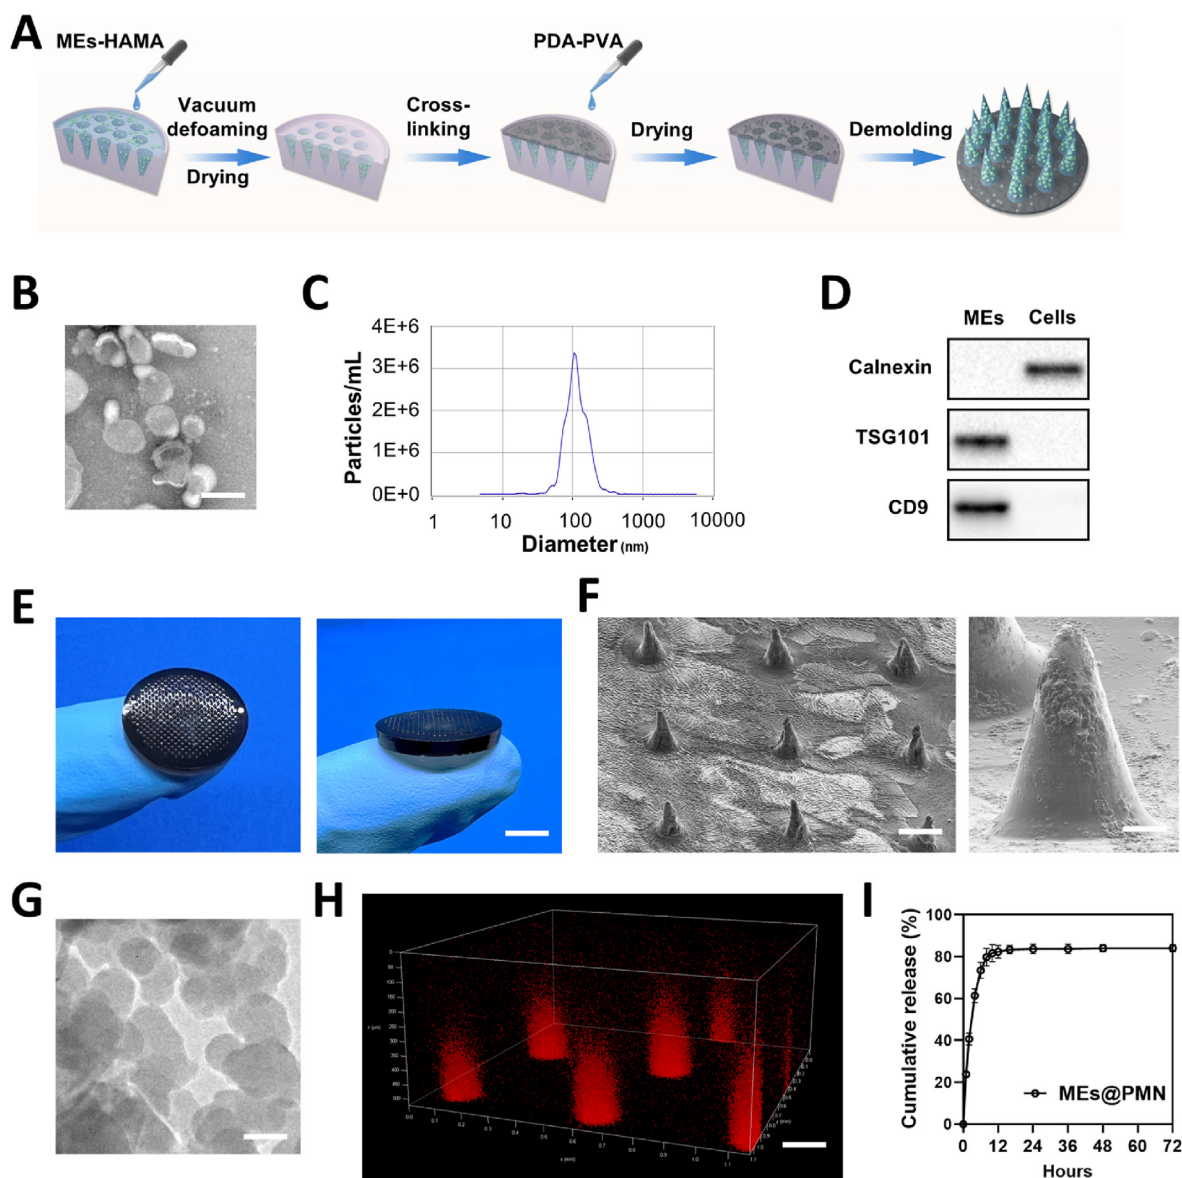 A
MEs-HAMA
PDA-PVA
Vacuum
defoaming
Drying
Cross-
linking
Drying
Demolding
B
C
4E+6
3E+6
2E+6
1E+6
0E+0
Particles/mL
1 10 100 1000 10000
Diameter (nm)
D
MEs Cells
Calnexin
TSG101
CD9
E
F
G
H
I
100
80
60
40
20
0
Cumulative release (%)
MEs@PMN
0 12 24 36 48 60 72
Hours